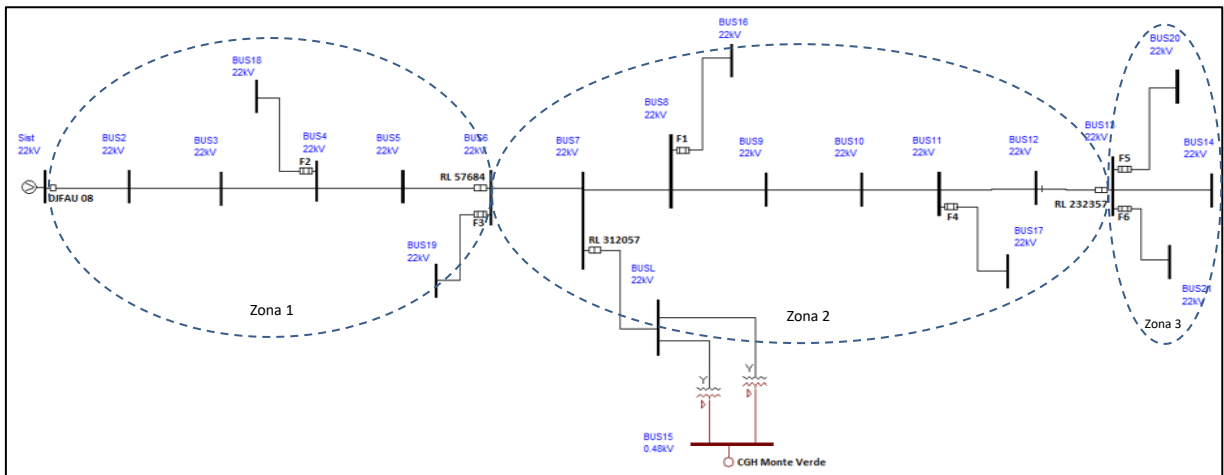 BUS16
22kV
BUS20
22kV
BUS18
22kV
BUS8
22kV
F1
Sist
22kV
BUS2
22kV
BUS3
22kV
BUS4
22kV
BUS5
22kV
BUS6
22kV
BUS7
22kV
BUS9
22kV
BUS10
22kV
BUS11
22kV
BUS12
22kV
BUS13
22kV
BUS14
22kV
F2
F5
DJFAU 08
RL 57684
RL 232357
F3
F4
F6
BUS19
22kV
RL 312057
BUS17
22kV
BUSL
22kV
BUS21
22kV
Zona 1
Zona 2
Zona 3
BUS15
0.48kV
CGH Monte Verde